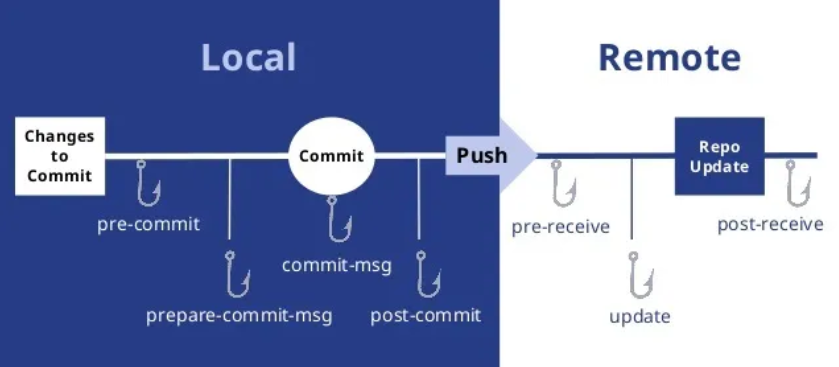 Local
Remote
Changes
to
Commit
Commit
Push
Repo
Update
pre-commit
commit-msg
prepare-commit-msg
post-commit
pre-receive
post-receive
update